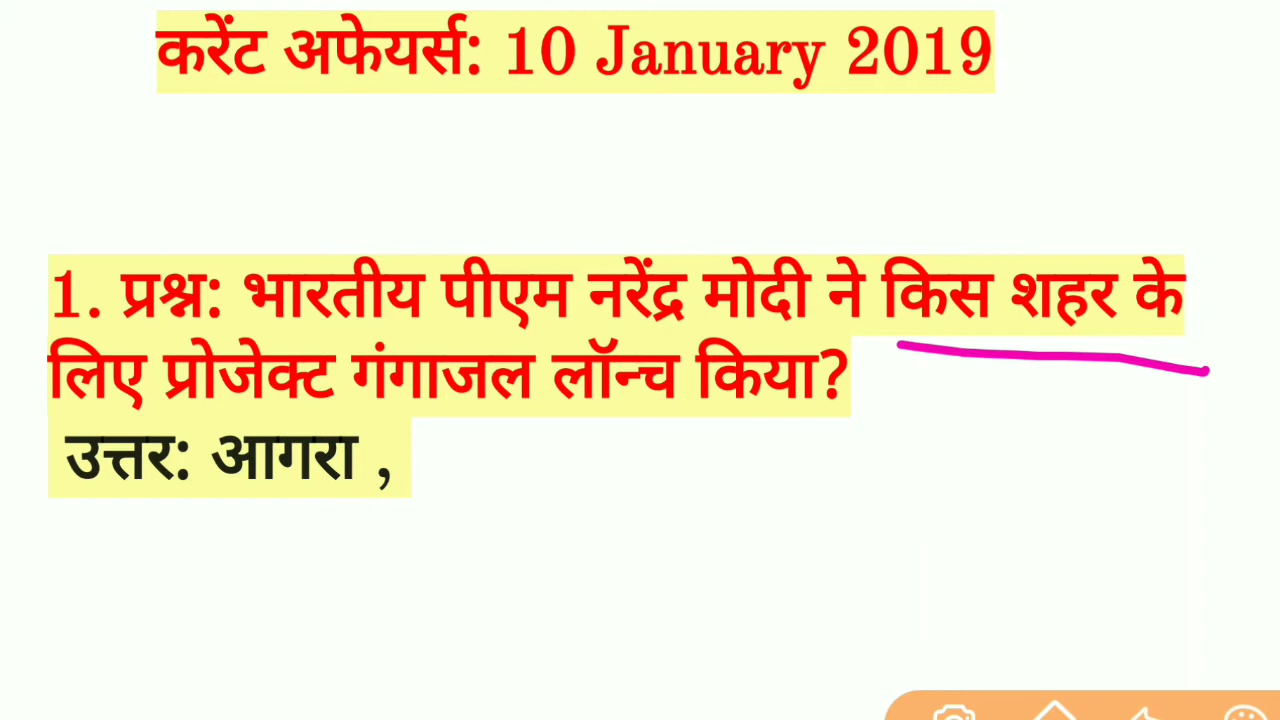 करेंट अफेयर्स: 10 January 2019
1. प्रश्न: भारतीय पीएम नरेंद्र मोदी ने किस शहर के
लिए प्रोजेक्ट गंगाजल लॉन्च किया?
उत्तर: आगरा ,